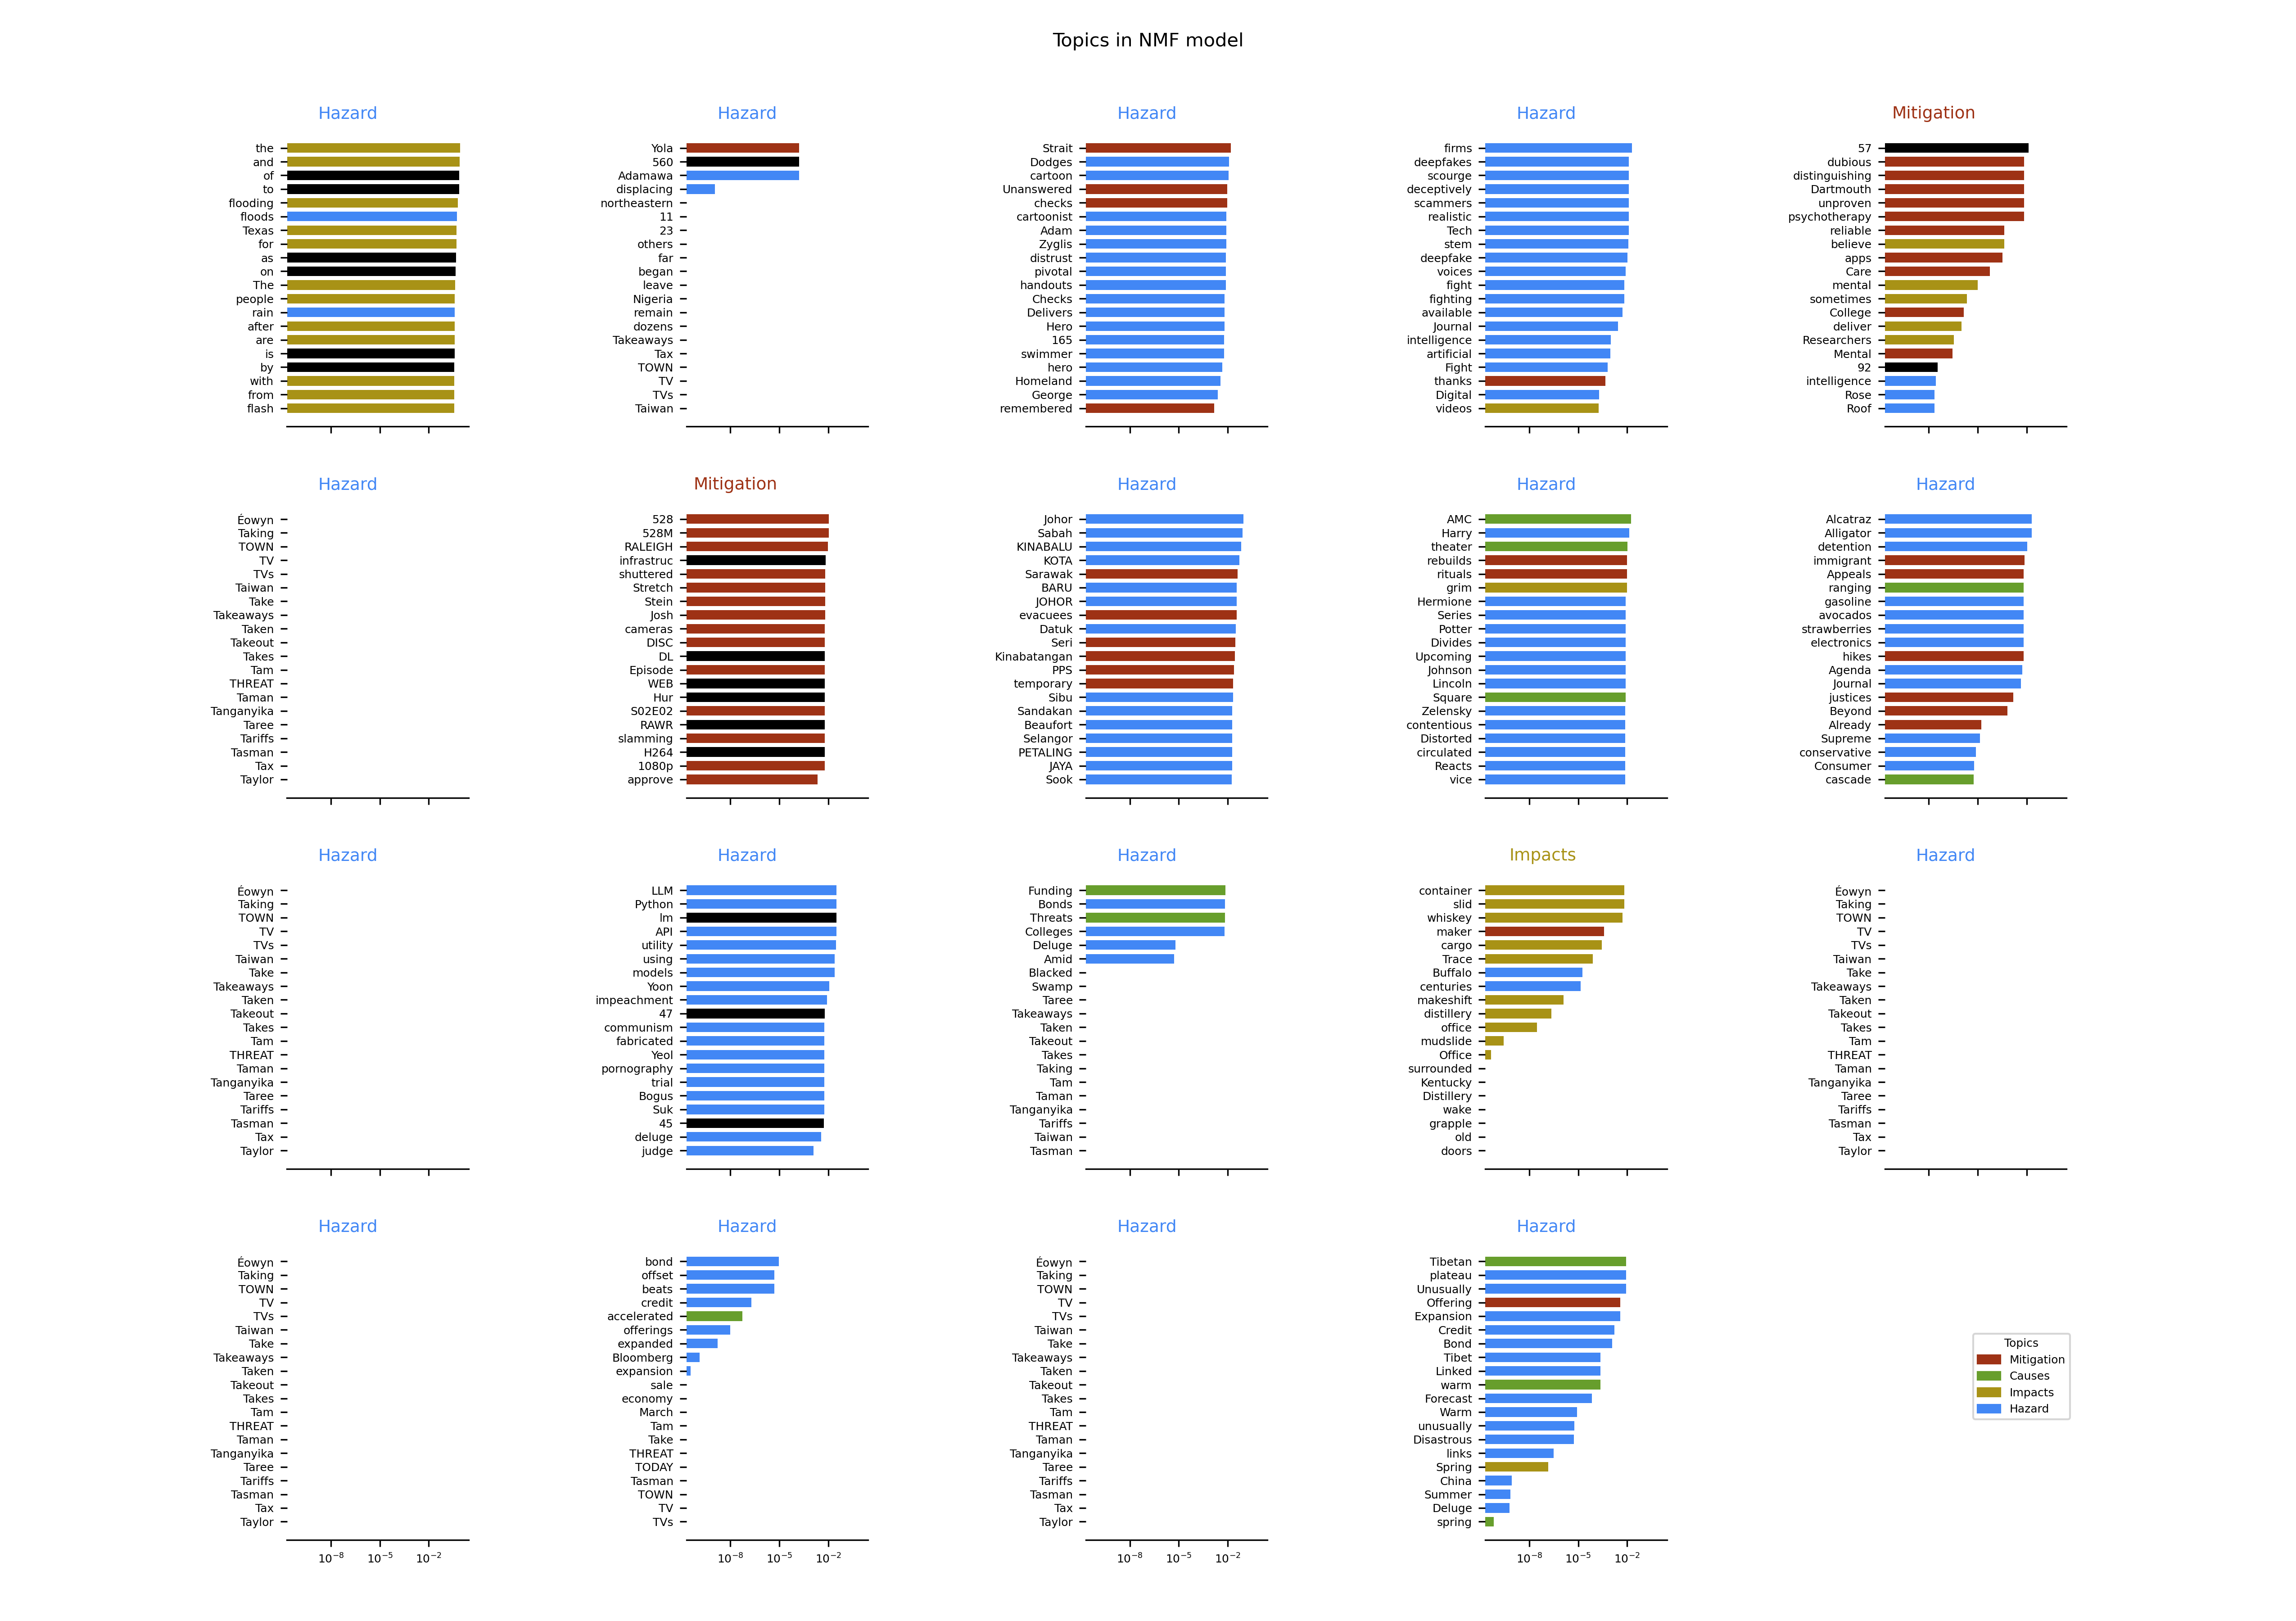 Topics in NMF model
Hazard
the
and
of
to
flooding
floods
Texas
for
as
on
The
people
rain
after
are
is
by
with
from
flash
Hazard
Yola
560
Adamawa
displacing
northeastern
11
23
others
far
began
leave
Nigeria
remain
dozens
Takeaways
Tax
TOWN
TV
TVs
Taiwan
Hazard
Strait
Dodges
cartoon
Unanswered
checks
cartoonist
Adam
Zyglis
distrust
pivotal
handouts
Checks
Delivers
Hero
165
swimmer
hero
Homeland
George
remembered
Hazard
firms
deepfakes
scourge
deceptively
scammers
realistic
Tech
stem
deepfake
voices
fight
fighting
available
Journal
intelligence
artificial
Fight
thanks
Digital
videos
Mitigation
57
dubious
distinguishing
Dartmouth
unproven
psychotherapy
reliable
believe
apps
Care
mental
sometimes
College
deliver
Researchers
Mental
92
intelligence
Rose
Roof
Hazard
Éowyn
Taking
TOWN
TV
TVs
Taiwan
Take
Takeaways
Taken
Takeout
Takes
Tam
THREAT
Taman
Tanganyika
Taree
Tariffs
Tasman
Tax
Taylor
Mitigation
528
528M
RALEIGH
infrastruc
shuttered
Stretch
Stein
Josh
cameras
DISC
DL
Episode
WEB
Hur
S02E02
RAWR
slamming
H264
1080p
approve
Hazard
Johor
Sabah
KINABALU
KOTA
Sarawak
BARU
JOHOR
evacuees
Datuk
Seri
Kinabatangan
PPS
temporary
Sibu
Sandakan
Beaufort
Selangor
PETALING
JAYA
Sook
Hazard
AMC
Harry
theater
rebuilds
rituals
grim
Hermione
Series
Potter
Divides
Upcoming
Johnson
Lincoln
Square
Zelensky
contentious
Distorted
circulated
Reacts
vice
Hazard
Alcatraz
Alligator
detention
immigrant
Appeals
ranging
gasoline
avocados
strawberries
electronics
hikes
Agenda
Journal
justices
Beyond
Already
Supreme
conservative
Consumer
cascade
Hazard
Éowyn
Taking
TOWN
TV
TVs
Taiwan
Take
Takeaways
Taken
Takeout
Takes
Tam
THREAT
Taman
Tanganyika
Taree
Tariffs
Tasman
Tax
Taylor
Hazard
LLM
Python
lm
API
utility
using
models
Yoon
impeachment
47
communism
fabricated
Yeol
pornography
trial
Bogus
Suk
45
deluge
judge
Hazard
Funding
Bonds
Threats
Colleges
Deluge
Amid
Blacked
Swamp
Taree
Takeaways
Taken
Takeout
Takes
Taking
Tam
Taman
Tanganyika
Tariffs
Taiwan
Tasman
Impacts
container
slid
whiskey
maker
cargo
Trace
Buffalo
centuries
makeshift
distillery
office
mudslide
Office
surrounded
Kentucky
Distillery
wake
grapple
old
doors
Hazard
Éowyn
Taking
TOWN
TV
TVs
Taiwan
Take
Takeaways
Taken
Takeout
Takes
Tam
THREAT
Taman
Tanganyika
Taree
Tariffs
Tasman
Tax
Taylor
Hazard
Éowyn
Taking
TOWN
TV
TVs
Taiwan
Take
Takeaways
Taken
Takeout
Takes
Tam
THREAT
Taman
Tanganyika
Taree
Tariffs
Tasman
Tax
Taylor
10⁻⁸ 10⁻⁵ 10⁻²
Hazard
bond
offset
beats
credit
accelerated
offerings
expanded
Bloomberg
expansion
sale
economy
March
Tam
Take
THREAT
TODAY
Tasman
TOWN
TV
TVs
10⁻⁸ 10⁻⁵ 10⁻²
Hazard
Éowyn
Taking
TOWN
TV
TVs
Taiwan
Take
Takeaways
Taken
Takeout
Takes
Tam
THREAT
Taman
Tanganyika
Taree
Tariffs
Tasman
Tax
Taylor
10⁻⁸ 10⁻⁵ 10⁻²
Hazard
Tibetan
plateau
Unusually
Offering
Expansion
Credit
Bond
Tibet
Linked
warm
Forecast
Warm
unusually
Disastrous
links
Spring
China
Summer
Deluge
spring
10⁻⁸ 10⁻⁵ 10⁻²
Topics
Mitigation
Causes
Impacts
Hazard